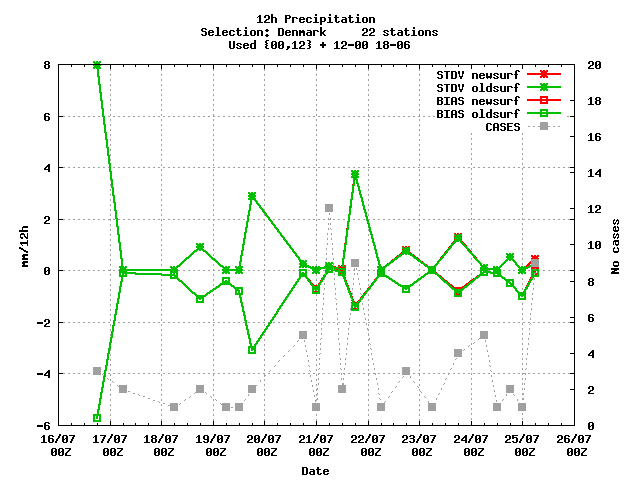 12h Precipitation
Selection: Denmark 22 stations
Used {00,12} + 12-00 18-06
STDV newsurf
STDV oldsurf
BIAS newsurf
BIAS oldsurf
CASES
mm/12h
8
6
4
2
0
-2
-4
-6
No cases
20
18
16
14
12
10
8
6
4
2
0
16/07 17/07 18/07 19/07 20/07 21/07 22/07 23/07 24/07 25/07 26/07
00Z 00Z 00Z 00Z 00Z 00Z 00Z 00Z 00Z 00Z 00Z
Date